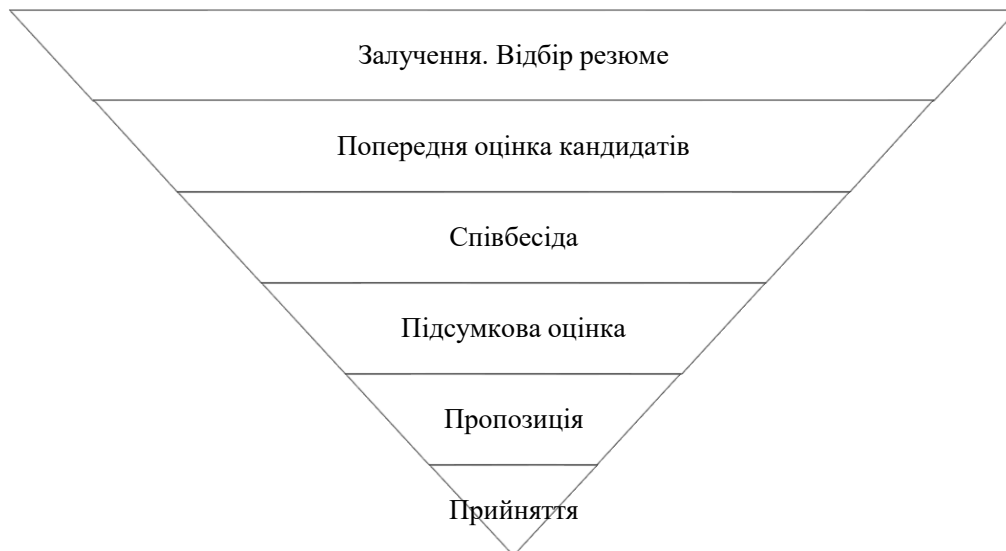 Залучення. Відбір резюме
Попередня оцінка кандидатів
Співбесіда
Підсумкова оцінка
Пропозиція
Прийняття